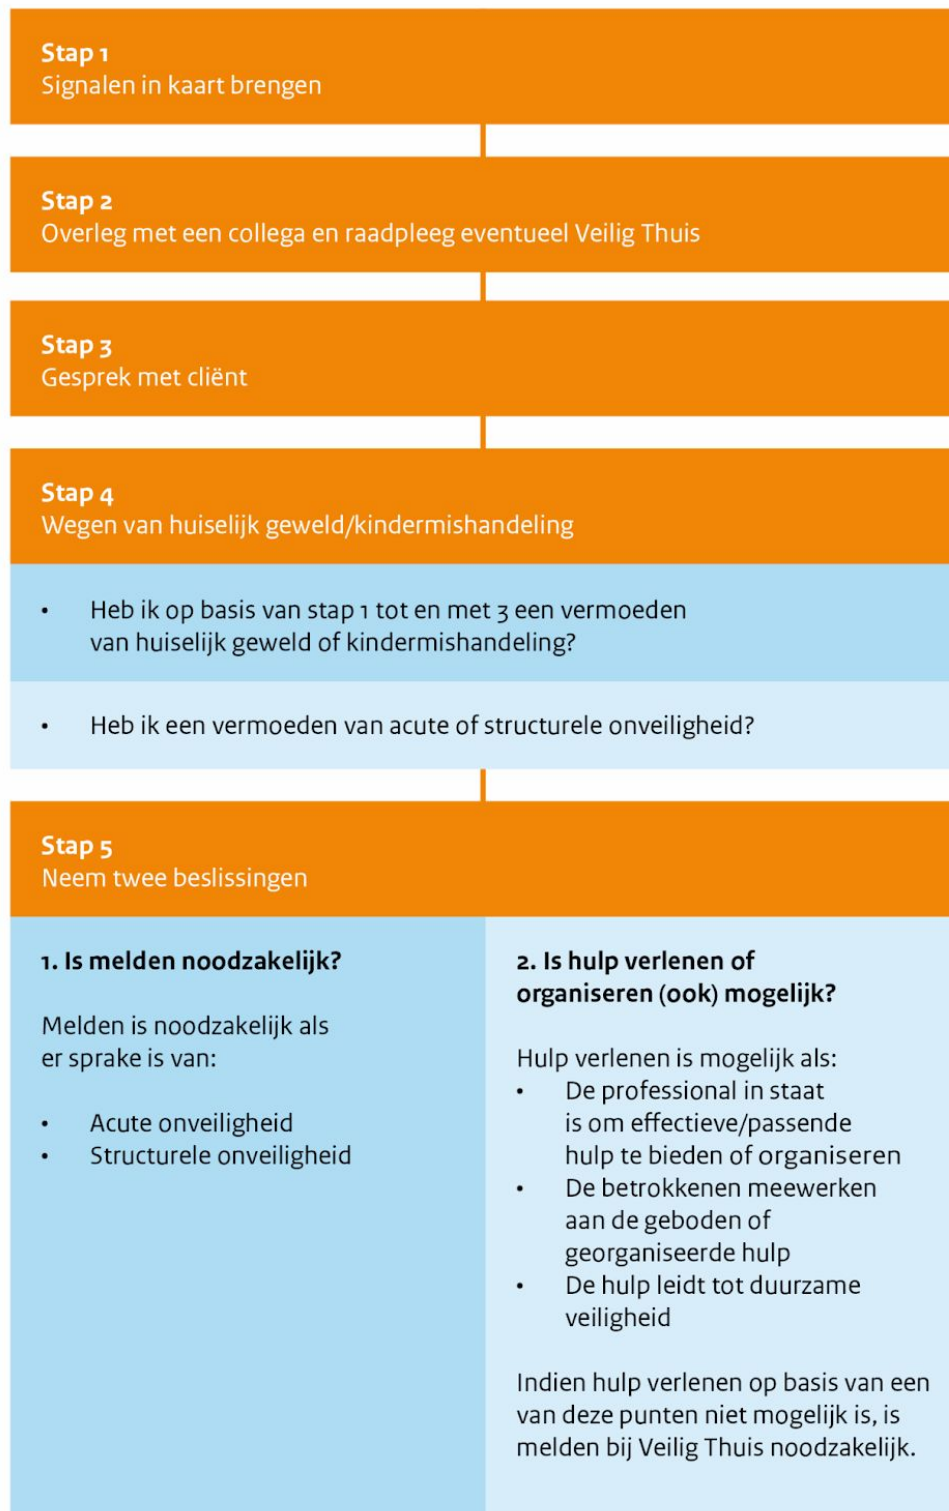 Stap 1
Signalen in kaart brengen
Stap 2
Overleg met een collega en raadpleeg eventueel Veilig Thuis
Stap 3
Gesprek met cliënt
Stap 4
Wegen van huiselijk geweld/kindermishandeling
• Heb ik op basis van stap 1 tot en met 3 een vermoeden
van huiselijk geweld of kindermishandeling?
• Heb ik een vermoeden van acute of structurele onveiligheid?
Stap 5
Neem twee beslissingen
1. Is melden noodzakelijk?
Melden is noodzakelijk als
er sprake is van:
• Acute onveiligheid
• Structurele onveiligheid
2. Is hulp verlenen of
organiseren (ook) mogelijk?
Hulp verlenen is mogelijk als:
• De professional in staat
is om effectieve/passende
hulp te bieden of organiseren
• De betrokkenen meewerken
aan de geboden of
georganiseerde hulp
• De hulp leidt tot duurzame
veiligheid
Indien hulp verlenen op basis van een
van deze punten niet mogelijk is, is
melden bij Veilig Thuis noodzakelijk.